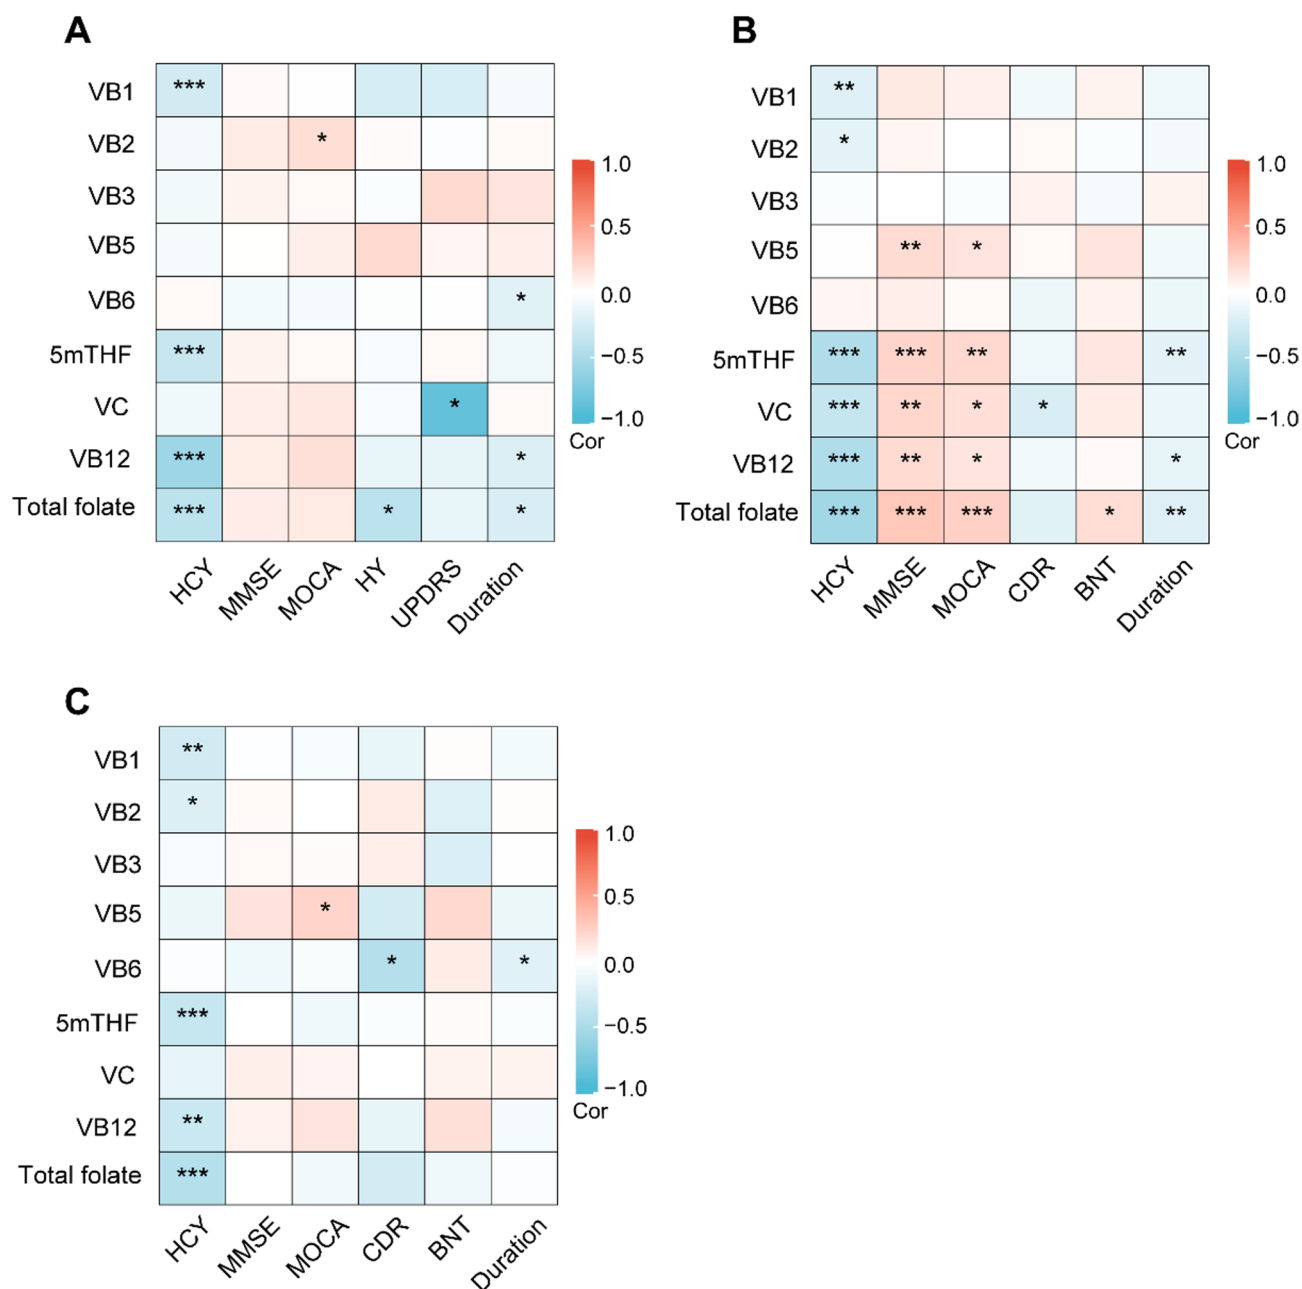 A
VB1 ***
VB2 *
VB3
VB5
VB6 *
5mTHF ***
VC *
VB12 *** *
Total folate *** * *
HCY MMSE MOCA HY UPDRS Duration
1.0
0.5
0.0
−0.5
−1.0
Cor
B
VB1 **
VB2 *
VB3
VB5 ** *
VB6
5mTHF *** *** ** **
VC *** ** * *
VB12 *** ** * *
Total folate *** *** *** * **
HCY MMSE MOCA CDR BNT Duration
1.0
0.5
0.0
−0.5
−1.0
Cor
C
VB1 **
VB2 *
VB3
VB5 *
VB6 * *
5mTHF ***
VC
VB12 **
Total folate ***
HCY MMSE MOCA CDR BNT Duration
1.0
0.5
0.0
−0.5
−1.0
Cor